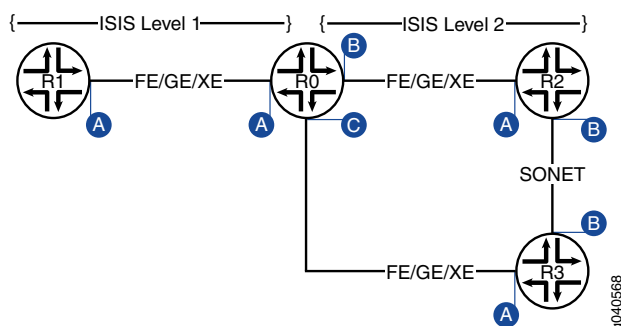 { ISIS Level 1 } { ISIS Level 2 }
B
R1 FE/GE/XE R0 FE/GE/XE R2
A A C A B
SONET
B
FE/GE/XE R3
A
g040568